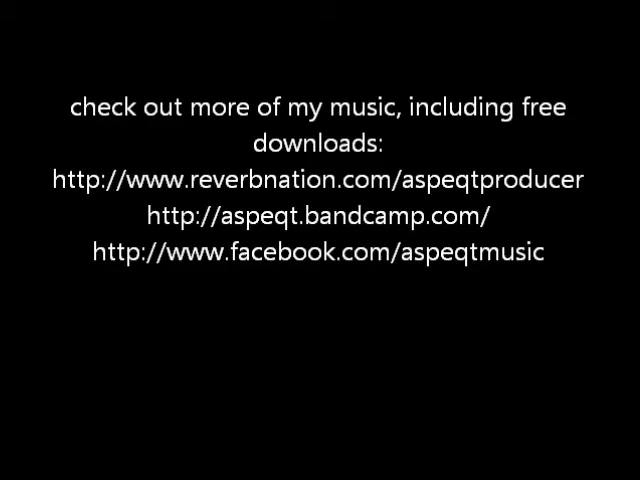 check out more of my music, including free
downloads:
http://www.reverbnation.com/aspeqtproducer
http://aspeqt.bandcamp.com/
http://www.facebook.com/aspeqtmusic